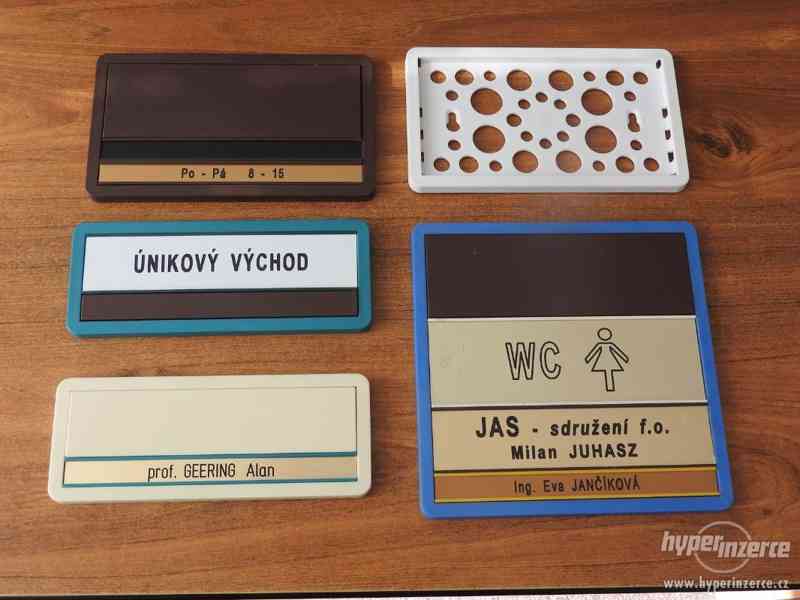 Po - Pá 8 - 15
ÚNIKOVÝ VÝCHOD
prof. GEERING Alan
WC
JAS - sdružení f.o.
Milan JUHASZ
Ing. Eva JANČÍKOVÁ
hyperinzerce
www.hyperinzerce.cz